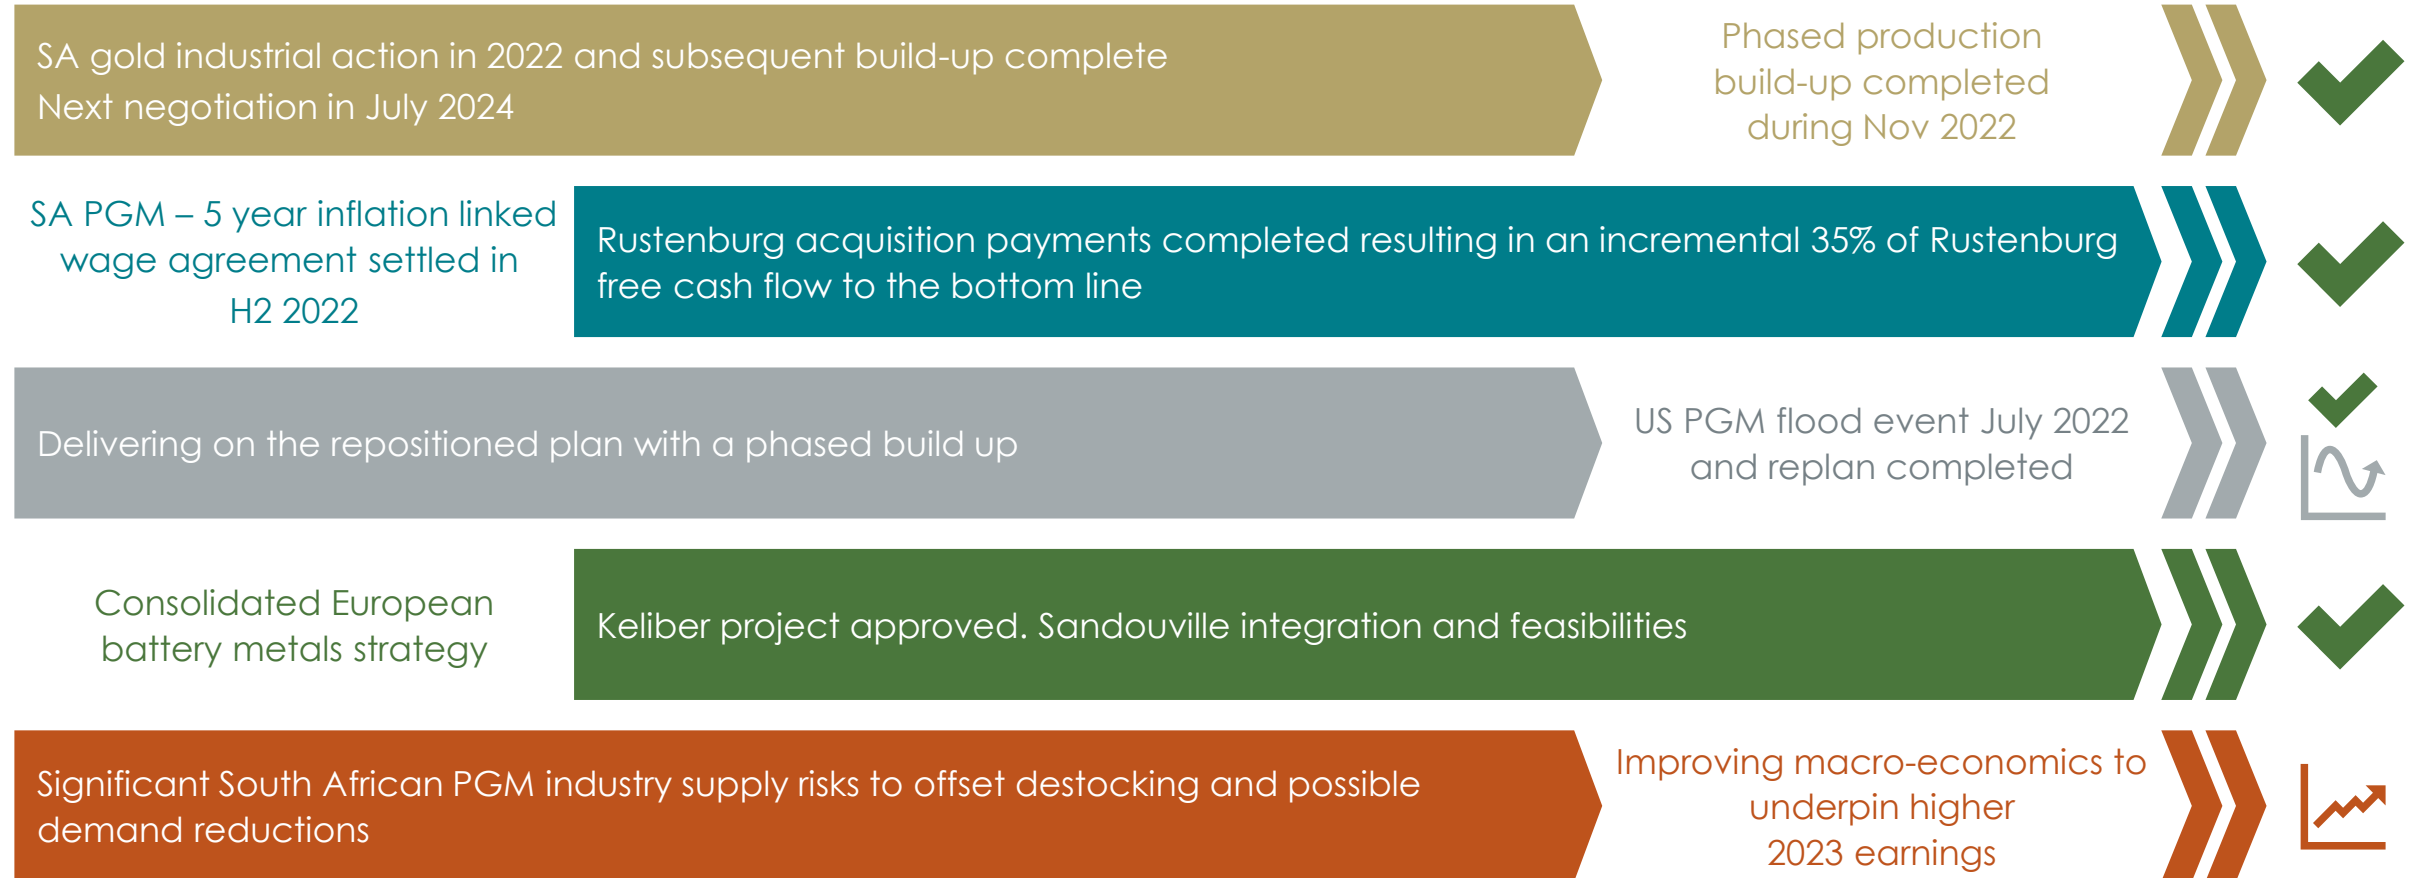 SA gold industrial action in 2022 and subsequent build-up complete
Next negotiation in July 2024
Phased production
build-up completed
during Nov 2022
SA PGM – 5 year inflation linked
wage agreement settled in
H2 2022
Rustenburg acquisition payments completed resulting in an incremental 35% of Rustenburg
free cash flow to the bottom line
Delivering on the repositioned plan with a phased build up
US PGM flood event July 2022
and replan completed
Consolidated European
battery metals strategy
Keliber project approved. Sandouville integration and feasibilities
Significant South African PGM industry supply risks to offset destocking and possible
demand reductions
Improving macro-economics to
underpin higher
2023 earnings